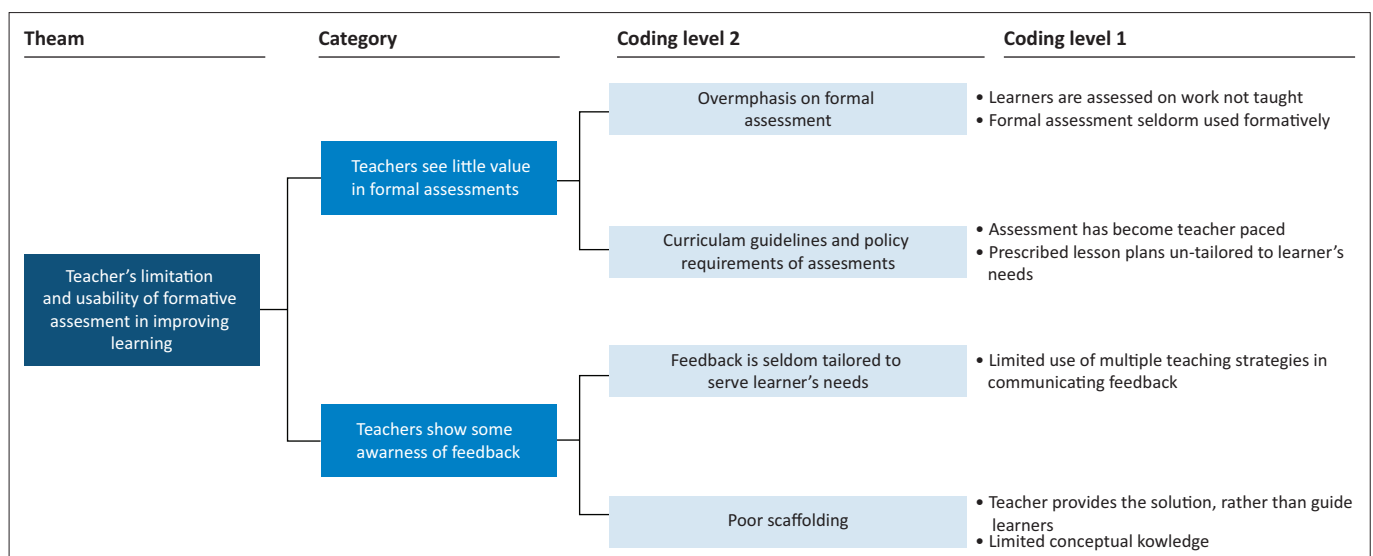 Theam
Category
Coding level 2
Coding level 1
Teacher’s limitation
and usability of formative
assesment in improving
learning
Teachers see little value
in formal assessments
Overmphasis on formal
assessment
• Learners are assessed on work not taught
• Formal assessment seldorm used formatively
Curriculam guidelines and policy
requirements of assesments
• Assessment has become teacher paced
• Prescribed lesson plans un-tailored to learner’s
needs
Teachers show some
awarness of feedback
Feedback is seldom tailored to
serve learner’s needs
• Limited use of multiple teaching strategies in
communicating feedback
Poor scaffolding
• Teacher provides the solution, rather than guide
learners
• Limited conceptual kowledge